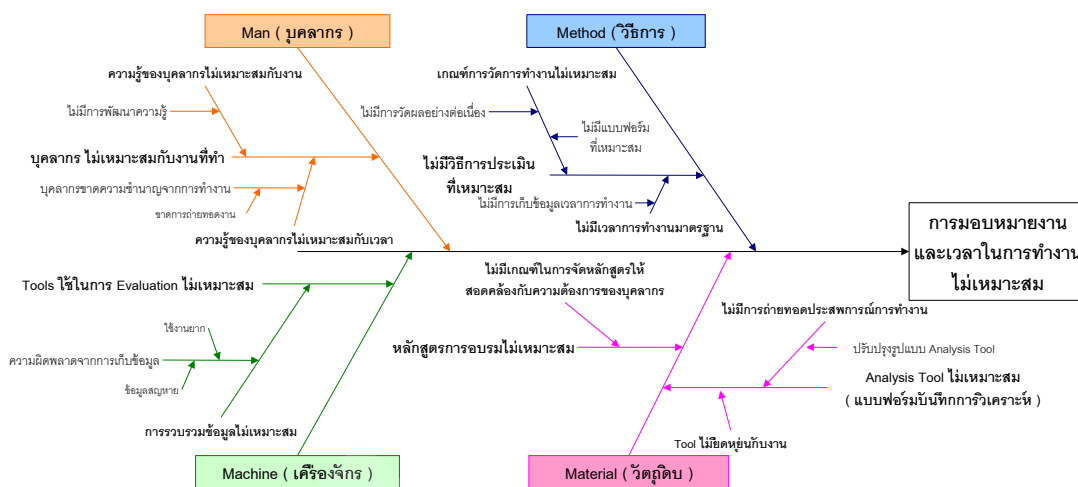 Man ( บุคลากร )
Method ( วิธีการ )
ความรู้ของบุคลากรไม่เหมาะสมกับงาน
ไม่มีการพัฒนาความรู้
บุคลากร ไม่เหมาะสมกับงานที่ทำ
บุคลากรขาดความชำนาญจากการทำงาน
ขาดการถ่ายทอดงาน
ความรู้ของบุคลากรไม่เหมาะสมกับเวลา
เกณฑ์การวัดการทำงานไม่เหมาะสม
ไม่มีการวัดผลอย่างต่อเนื่อง
ไม่มีแบบฟอร์ม
ที่เหมาะสม
ไม่มีวิธีการประเมิน
ที่เหมาะสม
ไม่มีการเก็บข้อมูลเวลาการทำงาน
ไม่มีเวลาการทำงานมาตรฐาน
การมอบหมายงาน
และเวลาในการทำงาน
ไม่เหมาะสม
Tools ใช้ในการ Evaluation ไม่เหมาะสม
ใช้งานยาก
ความผิดพลาดจากการเก็บข้อมูล
ข้อมูลสญหาย
การรวบรวมข้อมูลไม่เหมาะสม
Machine ( เครื่องจักร )
ไม่มีเกณฑ์ในการจัดหลักสูตรให้
สอดคล้องกับความต้องการของบุคลากร
หลักสูตรการอบรมไม่เหมาะสม
ไม่มีการถ่ายทอดประสพการณ์การทำงาน
ปรับปรุงรูปแบบ Analysis Tool
Analysis Tool ไม่เหมาะสม
( แบบฟอร์มบันทึกการวิเคราะห์ )
Tool ไม่ยืดหยุ่นกับงาน
Material ( วัตถุดิบ )